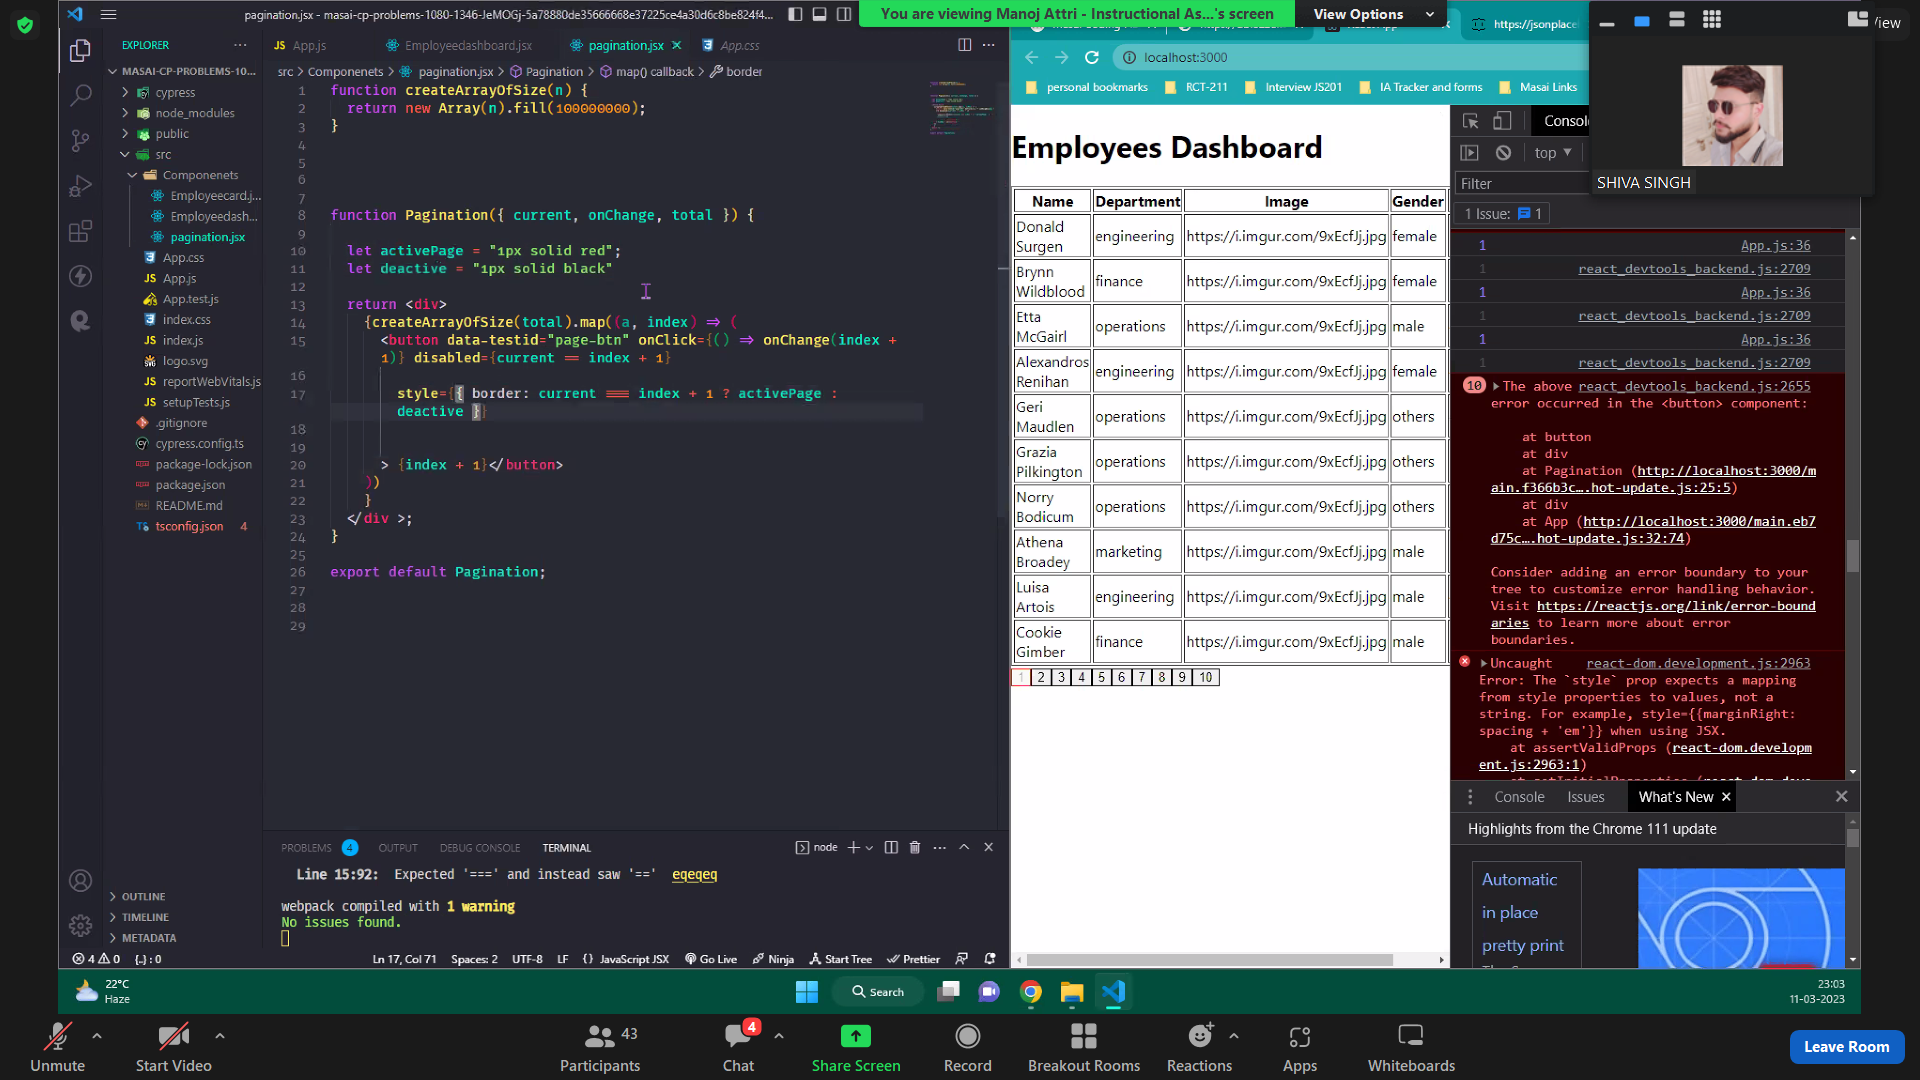 pagination.jsx - masai-cp-problems-1080-1346-JeMOGj-5a78880de35666668e37225ce4a30d6c8be824f4...
You are viewing Manoj Attri - Instructional As...'s screen
View Options
https://jsonplace
View
EXPLORER
App.js
Employeedashboard.jsx
pagination.jsx
App.css
localhost:3000
MASAI-CP-PROBLEMS-10...
src > Componenets > pagination.jsx > Pagination > map() callback > border
personal bookmarks
RCT-211
Interview JS201
IA Tracker and forms
Masai Links
cypress
node_modules
public
src
Componenets
Employeecard.j...
Employeedash...
pagination.jsx
App.css
App.js
App.test.js
index.css
index.js
logo.svg
reportWebVitals.js
setupTests.js
.gitignore
cypress.config.ts
package-lock.json
package.json
README.md
tsconfig.json 4
OUTLINE
TIMELINE
METADATA
1 function createArrayOfSize(n) {
2 return new Array(n).fill(100000000);
3 }
4
5
6
7
8 function Pagination({ current, onChange, total }) {
9
10 let activePage = "1px solid red";
11 let deactive = "1px solid black"
12
13 return <div>
14 {createArrayOfSize(total).map((a, index) => (
15 <button data-testid="page-btn" onClick={() => onChange(index +
1)} disabled={current == index + 1}
16
17 style={{ border: current === index + 1 ? activePage :
deactive }}
18
19
20 > {index + 1}</button>
21 ))
22 }
23 </div >;
24 }
25
26 export default Pagination;
27
28
29
PROBLEMS 4
OUTPUT
DEBUG CONSOLE
TERMINAL
node
Line 15:92: Expected '===' and instead saw '==' eqeqeq
webpack compiled with 1 warning
No issues found.
4 0
{..} : 0
Ln 17, Col 71
Spaces: 2
UTF-8
LF
{} JavaScript JSX
Go Live
Ninja
Start Tree
Prettier
Employees Dashboard
Name Department Image Gender
Donald Surgen engineering https://i.imgur.com/9xEcfJj.jpg female
Brynn Wildblood finance https://i.imgur.com/9xEcfJj.jpg female
Etta McGairl operations https://i.imgur.com/9xEcfJj.jpg male
Alexandros Renihan engineering https://i.imgur.com/9xEcfJj.jpg female
Geri Maudlen operations https://i.imgur.com/9xEcfJj.jpg others
Grazia Pilkington operations https://i.imgur.com/9xEcfJj.jpg others
Norry Bodicum operations https://i.imgur.com/9xEcfJj.jpg others
Athena Broadey marketing https://i.imgur.com/9xEcfJj.jpg male
Luisa Artois engineering https://i.imgur.com/9xEcfJj.jpg male
Cookie Gimber finance https://i.imgur.com/9xEcfJj.jpg male
1 2 3 4 5 6 7 8 9 10
Console
top
Filter
1 Issue: 1
SHIVA SINGH
1 App.js:36
1 react_devtools_backend.js:2709
1 App.js:36
1 react_devtools_backend.js:2709
1 App.js:36
1 react_devtools_backend.js:2709
10 The above react_devtools_backend.js:2655
error occurred in the <button> component:
at button
at div
at Pagination (http://localhost:3000/m
ain.f366b3c….hot-update.js:25:5)
at div
at App (http://localhost:3000/main.eb7
d75c….hot-update.js:32:74)
Consider adding an error boundary to your
tree to customize error handling behavior.
Visit https://reactjs.org/link/error-bound
aries to learn more about error
boundaries.
Uncaught react-dom.development.js:2963
Error: The `style` prop expects a mapping
from style properties to values, not a
string. For example, style={{marginRight:
spacing + 'em'}} when using JSX.
at assertValidProps (react-dom.developm
ent.js:2963:1)
Console
Issues
What's New
Highlights from the Chrome 111 update
Automatic
in place
pretty print
22°C
Haze
Search
23:03
11-03-2023
Unmute
Start Video
Participants 43
Chat 4
Share Screen
Record
Breakout Rooms
Reactions
Apps
Whiteboards
Leave Room